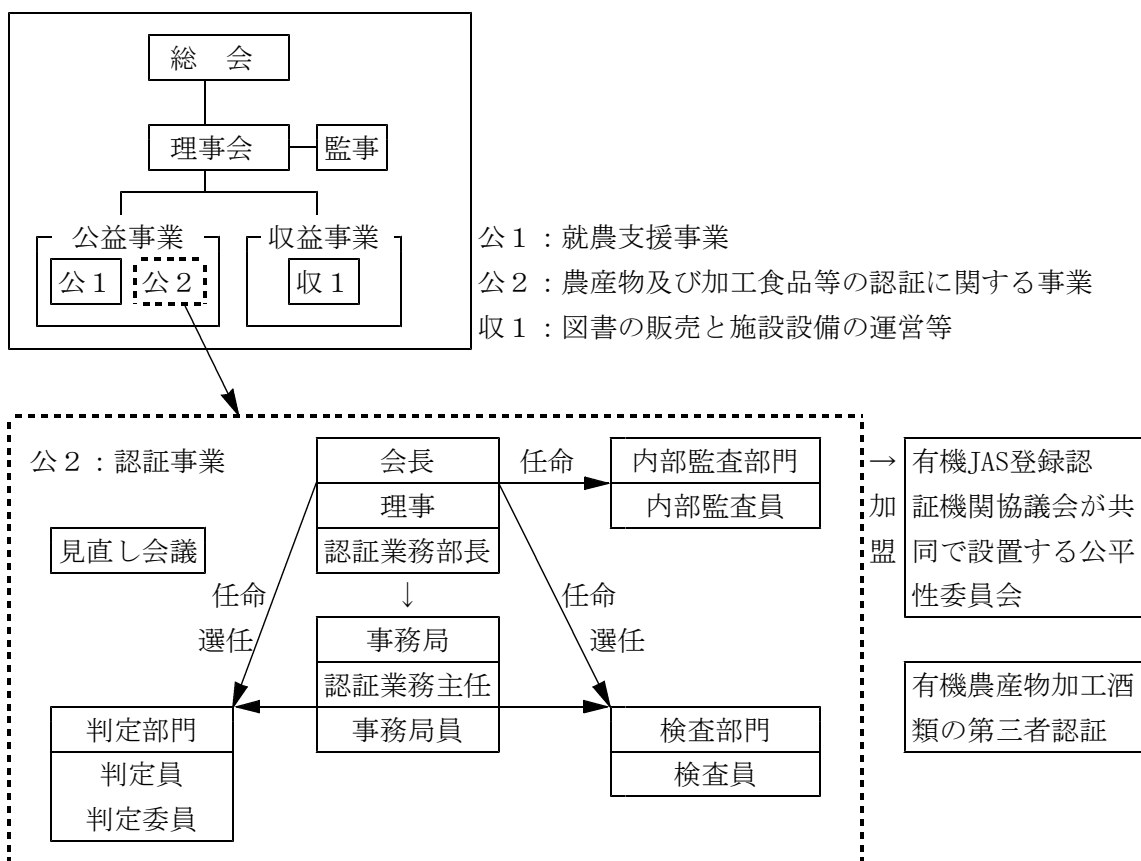 総　会
理事会
監事
公益事業
収益事業
公１
公２
収１
公１：就農支援事業
公２：農産物及び加工食品等の認証に関する事業
収１：図書の販売と施設設備の運営等
公２：認証事業
会長
理事
認証業務部長
任命
内部監査部門
内部監査員
→
加
盟
有機JAS登録認
証機関協議会が共
同で設置する公平
性委員会
見直し会議
任命
選任
↓
任命
選任
事務局
認証業務主任
事務局員
判定部門
判定員
判定委員
検査部門
検査員
有機農産物加工酒
類の第三者認証